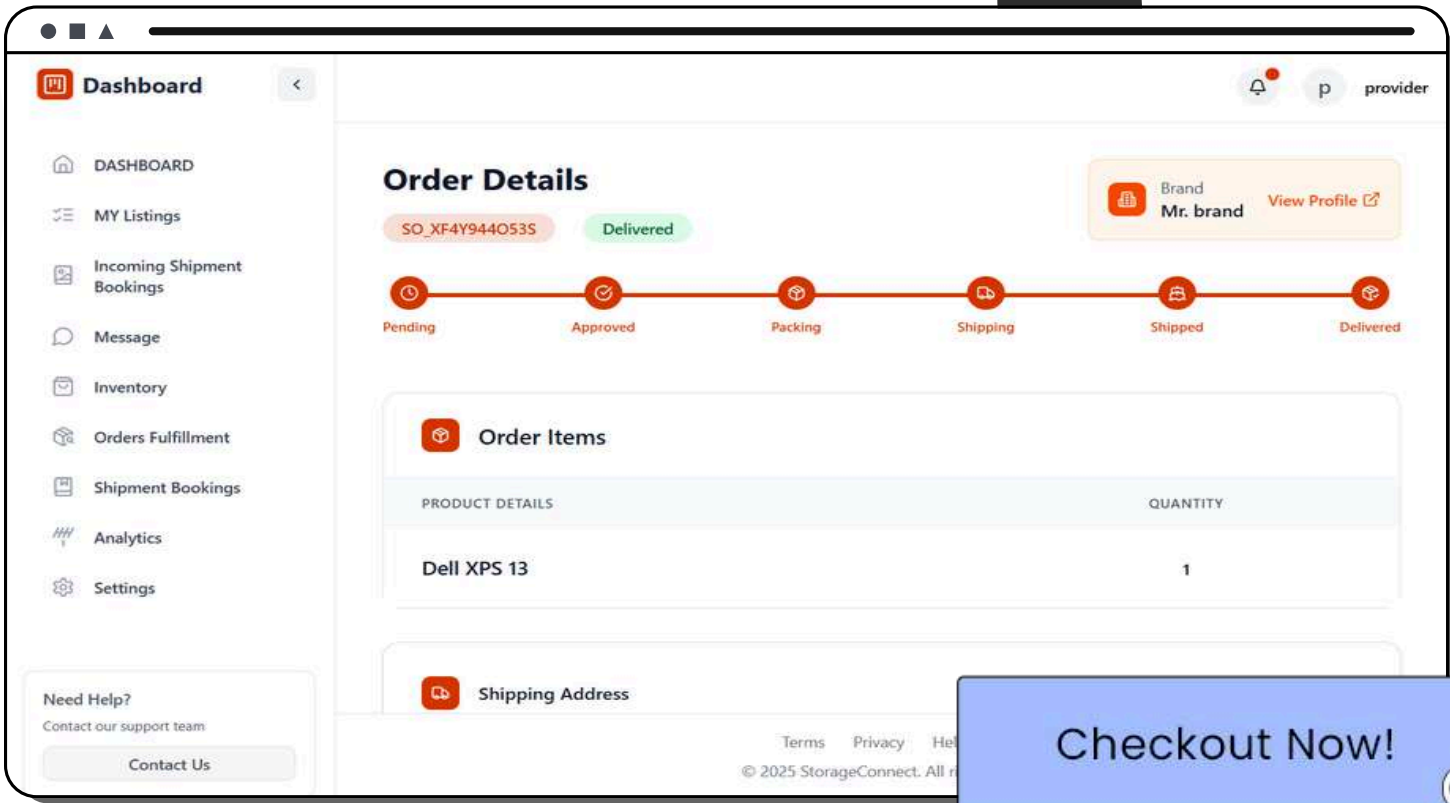 Dashboard
provider
p
DASHBOARD
MY Listings
Incoming Shipment
Bookings
Message
Inventory
Orders Fulfillment
Shipment Bookings
Analytics
Settings
Need Help?
Contact our support team
Contact Us
Order Details
SO_XF4Y944O53S
Delivered
Brand
Mr. brand
View Profile
Pending
Approved
Packing
Shipping
Shipped
Delivered
Order Items
PRODUCT DETAILS
QUANTITY
Dell XPS 13
1
Shipping Address
Terms Privacy Hel
© 2025 StorageConnect. All ri
Checkout Now!